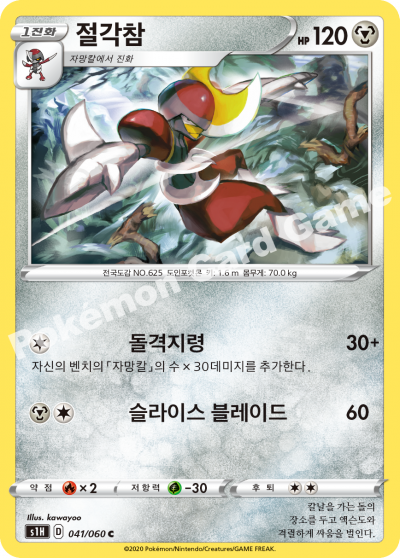 1진화
절각참
HP 120
자망칼에서 진화
전국도감 NO.625 도인포켓몬 키: 1.6 m 몸무게: 70.0 kg
Pokémon Card Game
돌격지령 30+
자신의 벤치의 「자망칼」의 수 × 30데미지를 추가한다.
슬라이스 블레이드 60
약점 × 2 저항력 -30 후퇴
Illus. kawayoo
s1H D 041/060 C
칼날을 가는 돌의
장소를 두고 액슨도와
격렬하게 싸움을 벌인다.
©2020 Pokémon/Nintendo/Creatures/GAME FREAK.